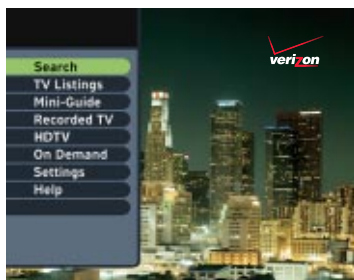 verizon
Search
TV Listings
Mini-Guide
Recorded TV
HDTV
On Demand
Settings
Help